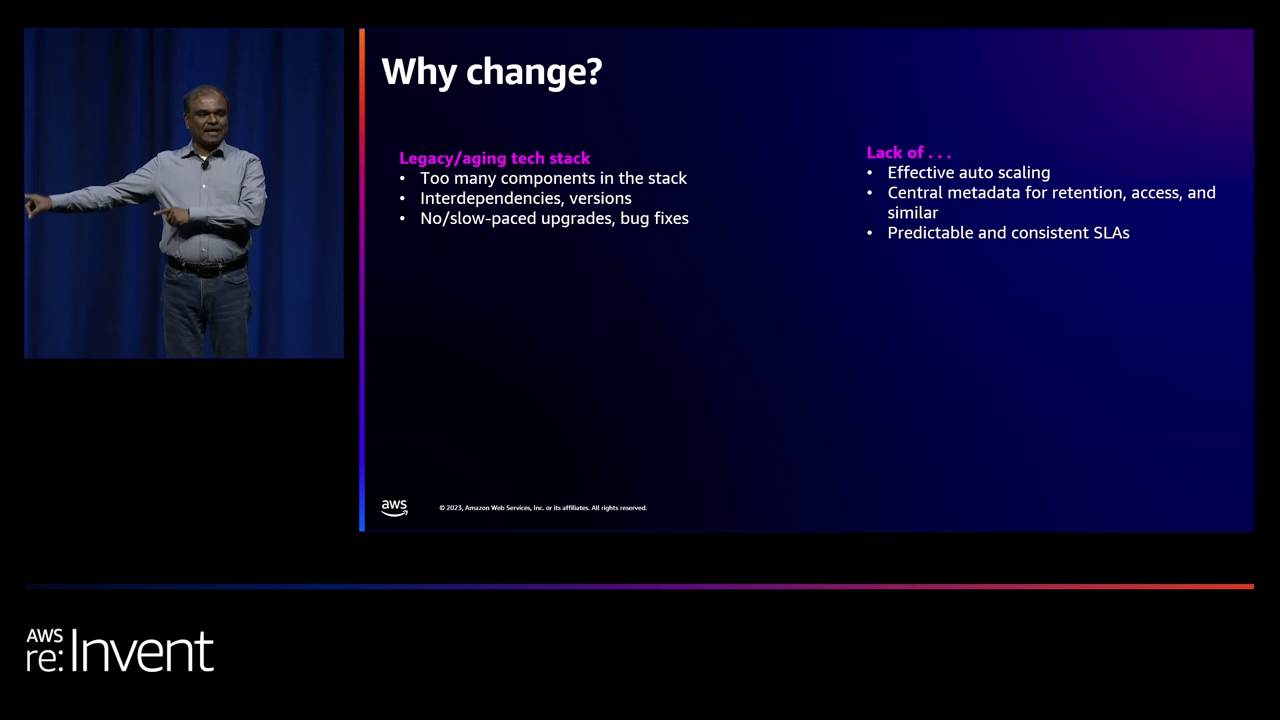 Why change?
Legacy/aging tech stack
• Too many components in the stack
• Interdependencies, versions
• No/slow-paced upgrades, bug fixes
Lack of . . .
• Effective auto scaling
• Central metadata for retention, access, and
similar
• Predictable and consistent SLAs
aws
© 2023, Amazon Web Services, Inc. or its affiliates. All rights reserved.
AWS
re:Invent